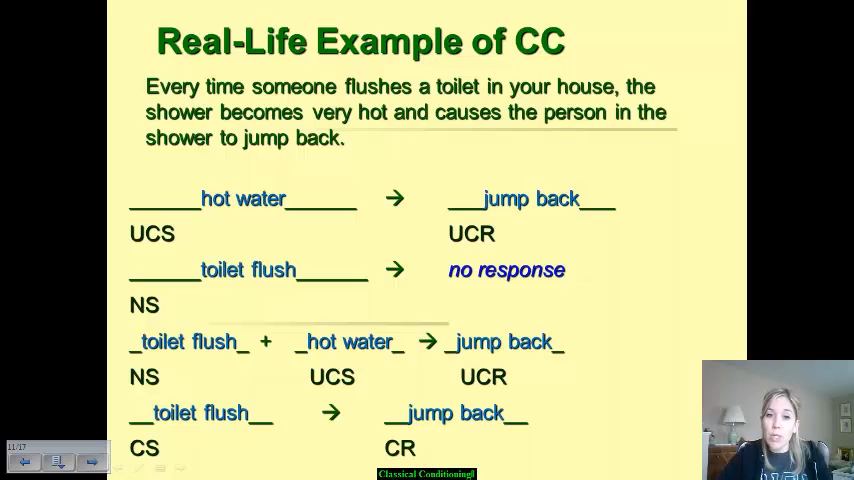 Real-Life Example of CC
Every time someone flushes a toilet in your house, the
shower becomes very hot and causes the person in the
shower to jump back.
______hot water______ → ___jump back___
UCS UCR
______toilet flush______ → no response
NS
_toilet flush_ + _hot water_ → _jump back_
NS UCS UCR
__toilet flush__ → __jump back__
CS CR
11/17
Classical Conditioning